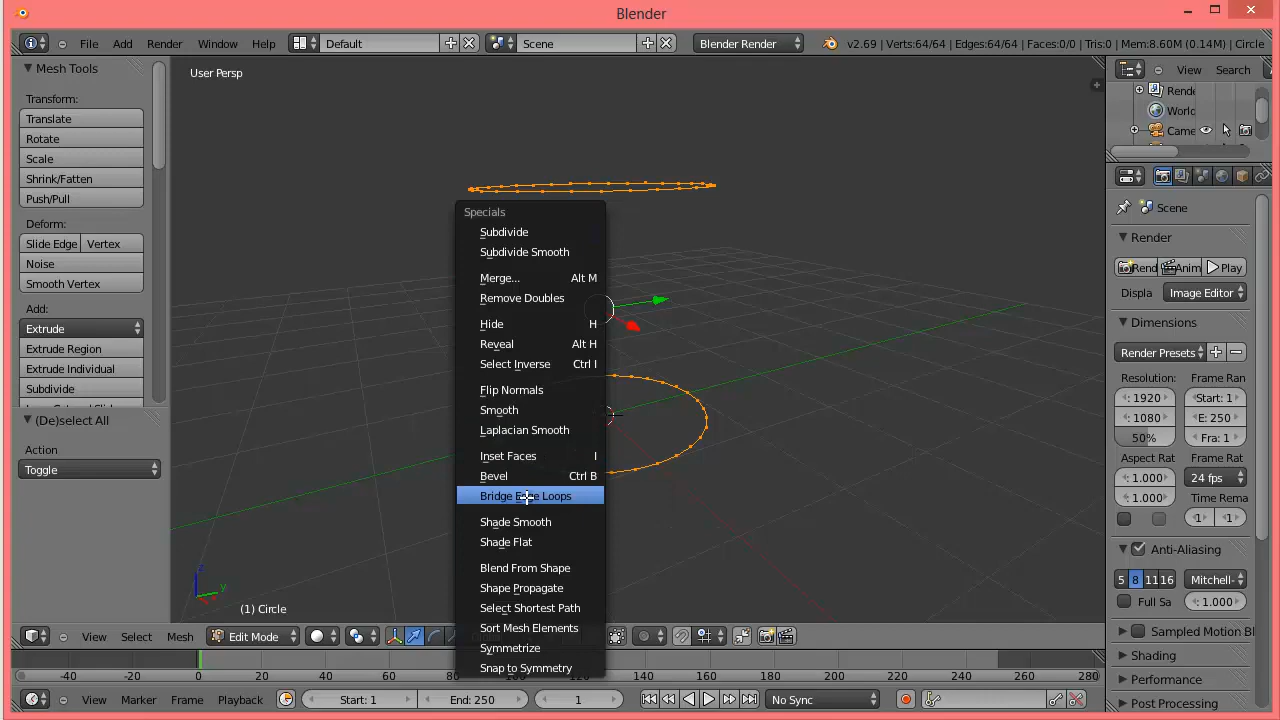 Blender
File Add Render Window Help Default Scene Blender Render v2.69 | Verts:64/64 | Edges:64/64 | Faces:0/0 | Tris:0 | Mem:8.60M (0.14M) | Circle
Mesh Tools
Transform:
Translate
Rotate
Scale
Shrink/Fatten
Push/Pull
Deform:
Slide Edge Vertex
Noise
Smooth Vertex
Add:
Extrude
Extrude Region
Extrude Individual
Subdivide
(De)select All
Action
Toggle
User Persp
Specials
Subdivide
Subdivide Smooth
Merge... Alt M
Remove Doubles
Hide H
Reveal Alt H
Select Inverse Ctrl I
Flip Normals
Smooth
Laplacian Smooth
Inset Faces I
Bevel Ctrl B
Bridge Edge Loops
Shade Smooth
Shade Flat
Blend From Shape
Shape Propagate
Select Shortest Path
Sort Mesh Elements
Symmetrize
Snap to Symmetry
z
y
(1) Circle
View Select Mesh Edit Mode
-40 -20 0 20 40 60 80 140 160 180 200 220 240 260 280
View Marker Frame Playback Start: 1 End: 250 1 No Sync
View Search
Rende
World
Came
Scene
Render
Rend Anim Play
Displa Image Editor
Dimensions
Render Presets
Resolution: Frame Ran
: 1920 Start: 1
: 1080 E: 250
50% Fra: 1
Aspect Rat Frame Rat
: 1.000 24 fps
: 1.000 Time Rema
1 1
Anti-Aliasing
5 8 11 16 Mitchell-
Full Sa : 1.000
Sampled Motion Bl
Shading
Performance
Post Processing